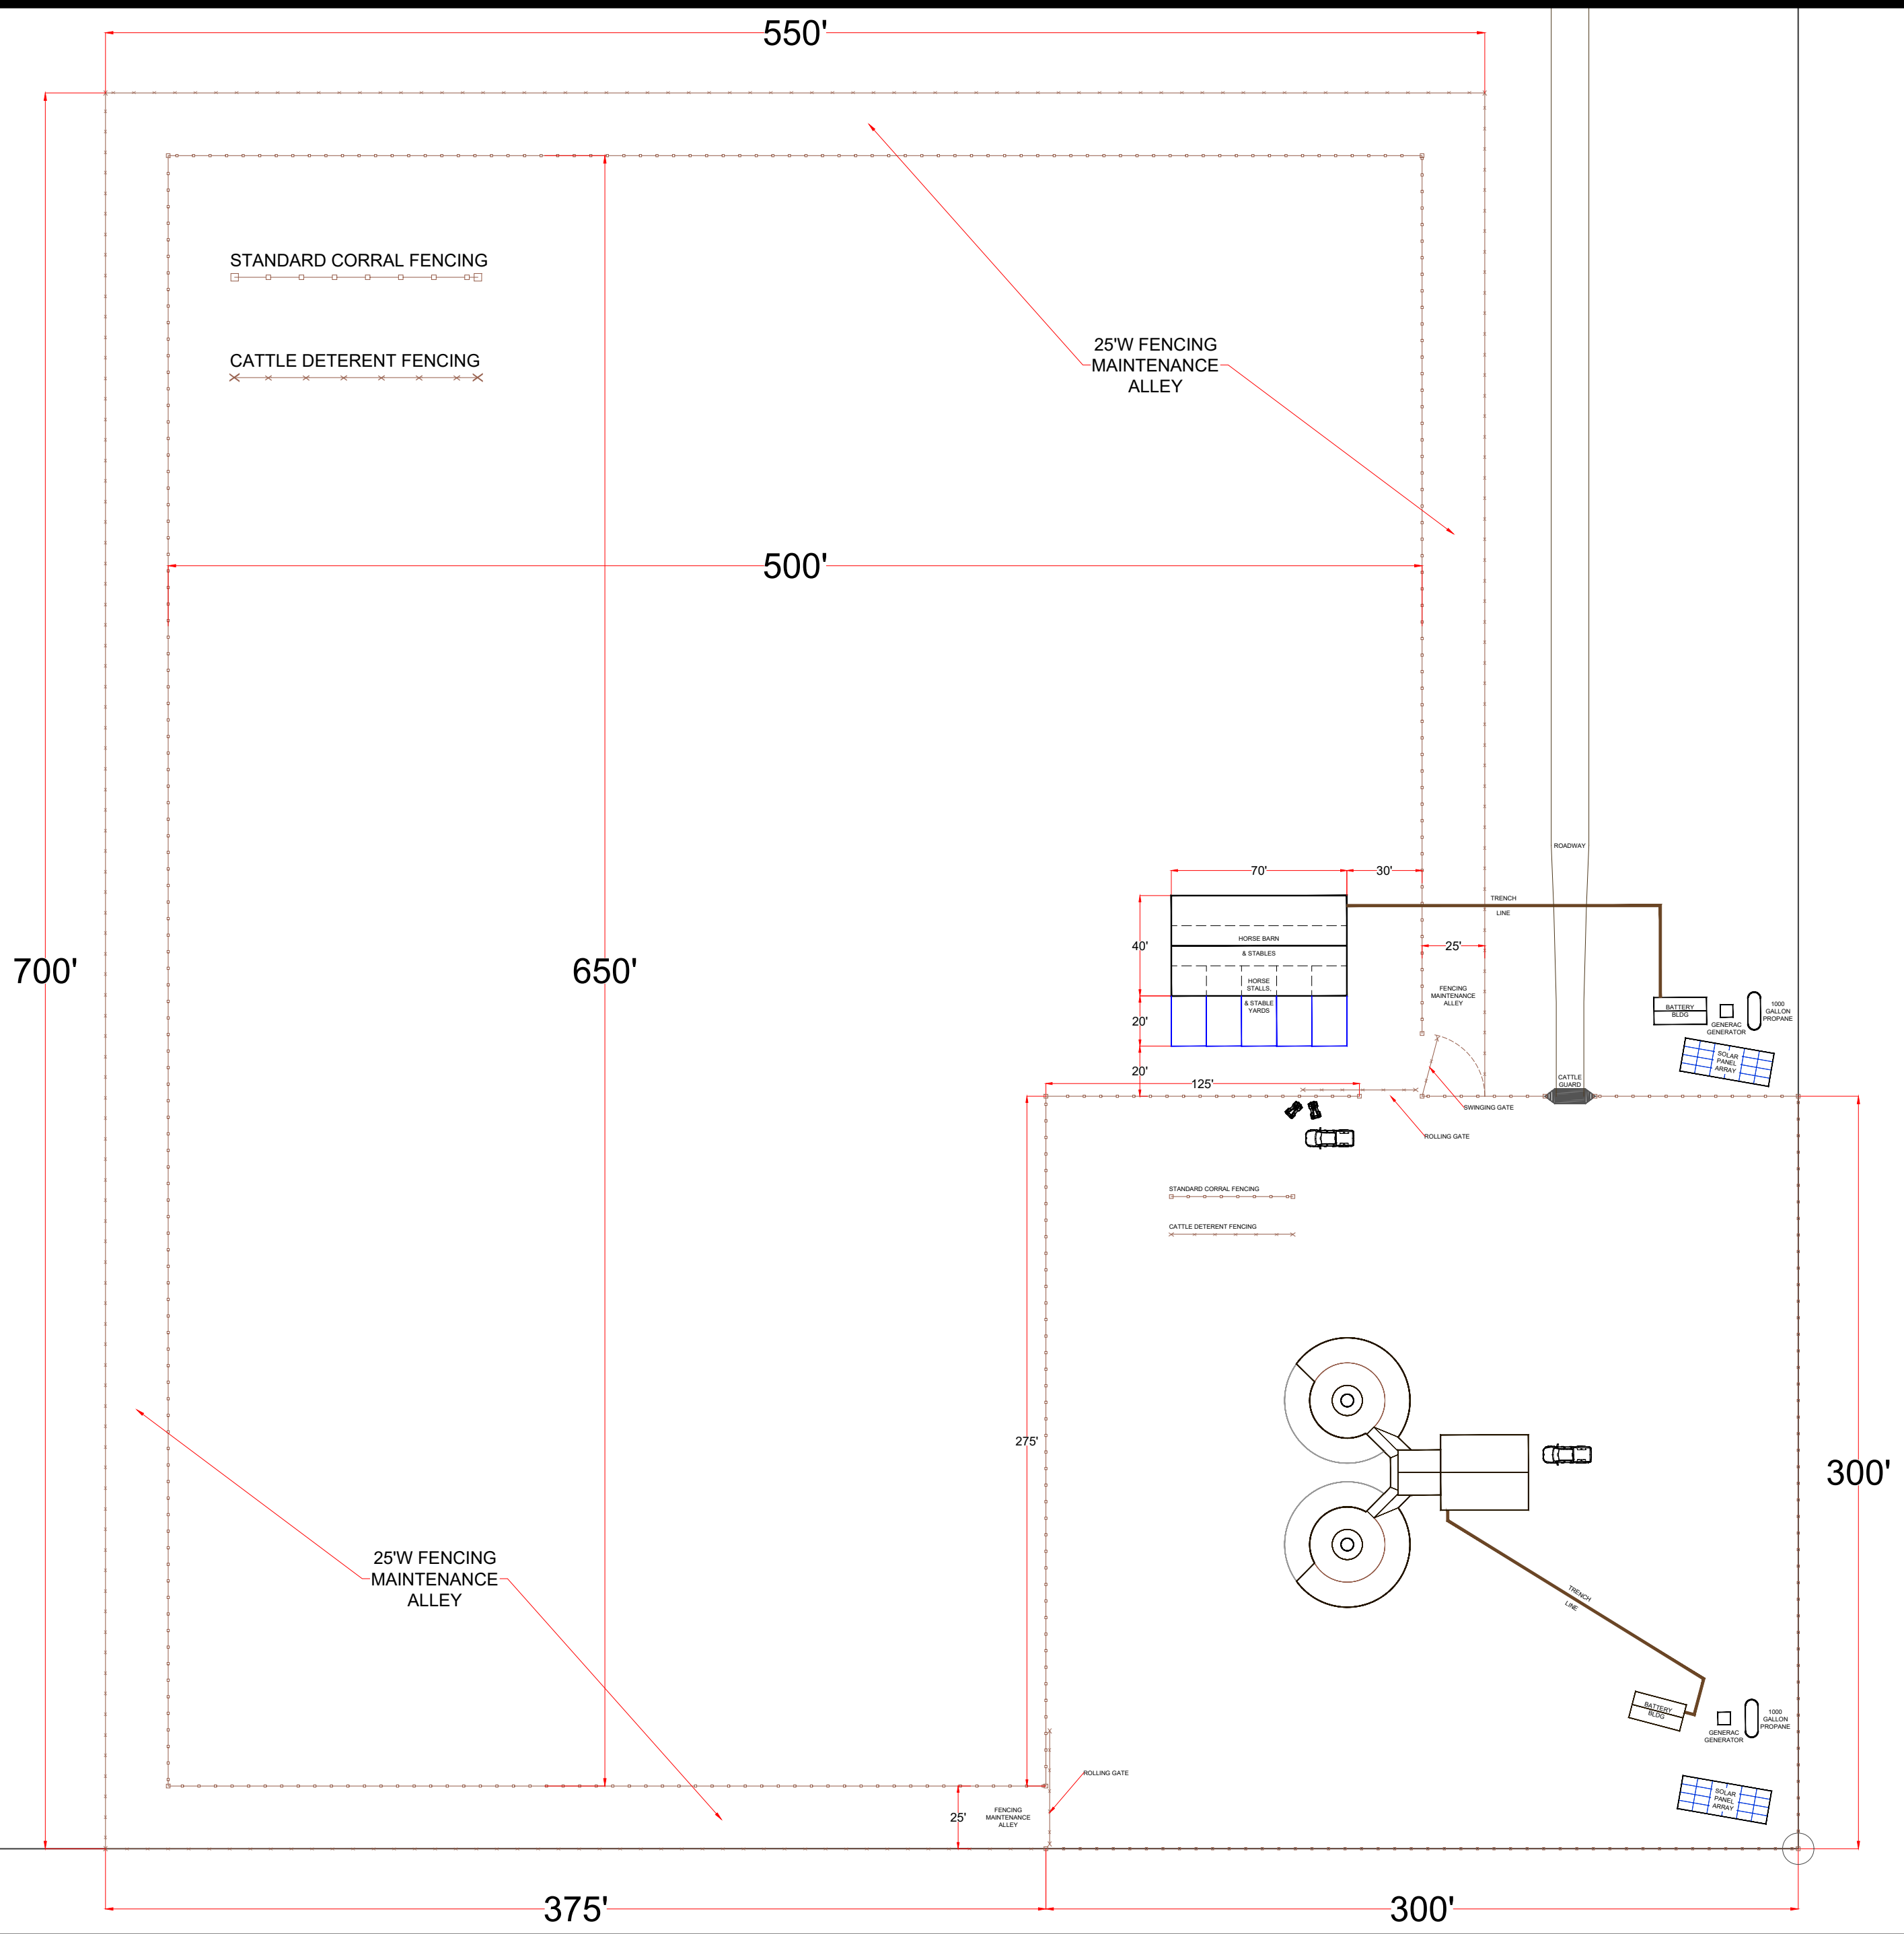 550'
STANDARD CORRAL FENCING
CATTLE DETERENT FENCING
25'W FENCING
MAINTENANCE
ALLEY
500'
ROADWAY
70'
30'
TRENCH
LINE
40'
HORSE BARN
& STABLES
25'
700'
650'
HORSE
STALLS,
& STABLE
YARDS
FENCING
MAINTENANCE
ALLEY
20'
BATTERY
BLDG
GENERAC
GENERATOR
1000
GALLON
PROPANE
SOLAR
PANEL
ARRAY
20'
125'
CATTLE
GUARD
SWINGING GATE
ROLLING GATE
STANDARD CORRAL FENCING
CATTLE DETERENT FENCING
275'
300'
25'W FENCING
MAINTENANCE
ALLEY
TRENCH
LINE
BATTERY
BLDG
GENERAC
GENERATOR
1000
GALLON
PROPANE
ROLLING GATE
25'
FENCING
MAINTENANCE
ALLEY
SOLAR
PANEL
ARRAY
375'
300'